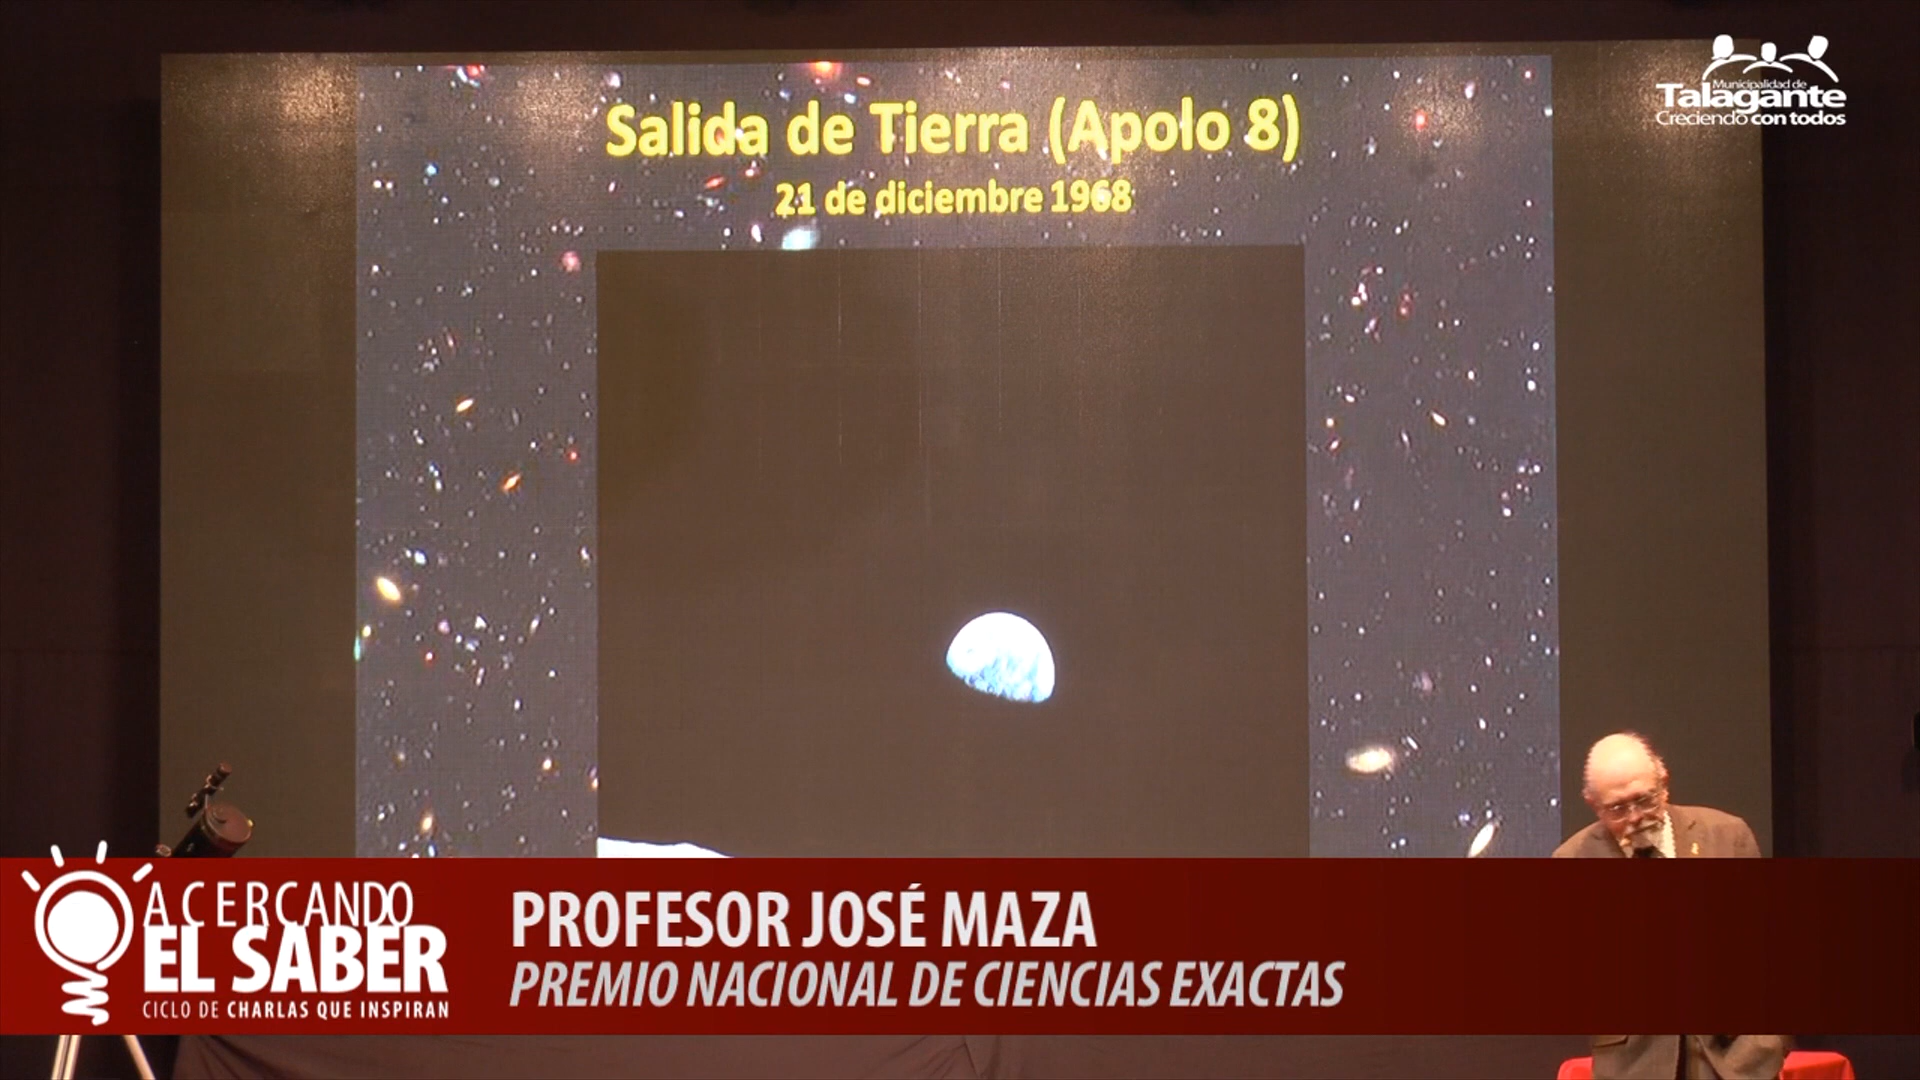 Salida de Tierra (Apolo 8)
21 de diciembre 1968
Municipalidad de
Talagante
Creciendo con todos
ACERCANDO
EL SABER
CICLO DE CHARLAS QUE INSPIRAN
PROFESOR JOSÉ MAZA
PREMIO NACIONAL DE CIENCIAS EXACTAS